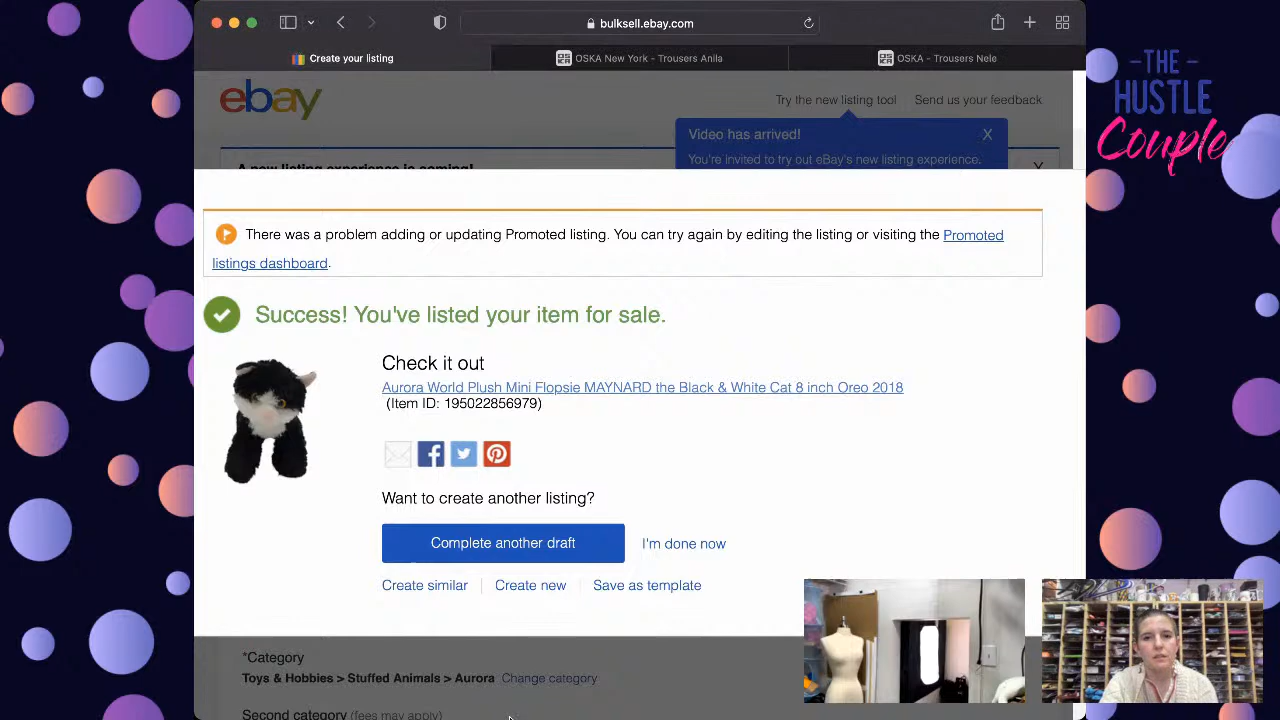 bulksell.ebay.com
Create your listing
OSKA New York - Trousers Anila
OSKA - Trousers Nele
-THE-
HUSTLE
Couple
ebay
Try the new listing tool
Send us your feedback
Video has arrived!
X
You're invited to try out eBay's new listing experience.
A new listing experience is coming!
X
There was a problem adding or updating Promoted listing. You can try again by editing the listing or visiting the Promoted
listings dashboard.
Success! You've listed your item for sale.
Check it out
Aurora World Plush Mini Flopsie MAYNARD the Black & White Cat 8 inch Oreo 2018
(Item ID: 195022856979)
Want to create another listing?
Complete another draft
I'm done now
Create similar
Create new
Save as template
*Category
Toys & Hobbies > Stuffed Animals > Aurora
Change category
Second category (fees may apply)